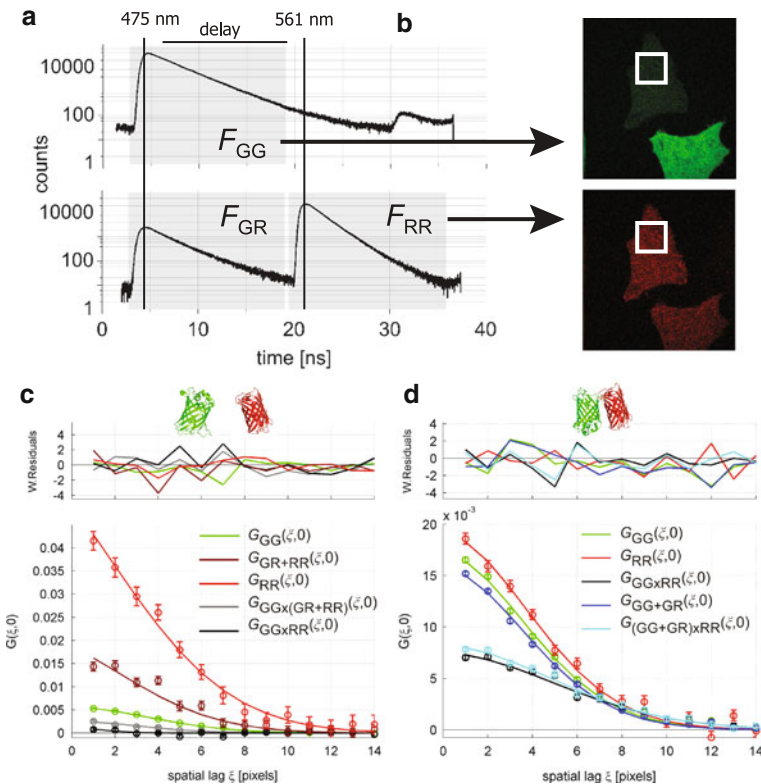 a
475 nm
561 nm
b
delay
10000
100
1
F_GG
counts
10000
100
1
F_GR
F_RR
0
10
20
30
40
time [ns]
c
d
W.Residuals
4
2
0
-2
-4
W.Residuals
4
2
0
-2
-4
G(ξ,0)
0.04
0.035
0.03
0.025
0.02
0.015
0.01
0.005
0
G_GG(ξ,0)
G_GR+RR(ξ,0)
G_RR(ξ,0)
G_GGx(GR+RR)(ξ,0)
G_GGxRR(ξ,0)
0 2 4 6 8 10 12 14
spatial lag ξ [pixels]
x 10⁻³
G(ξ,0)
20
15
10
5
0
G_GG(ξ,0)
G_RR(ξ,0)
G_GGxRR(ξ,0)
G_GG+GR(ξ,0)
G_(GG+GR)xRR(ξ,0)
0 2 4 6 8 10 12 14
spatial lag ξ [pixels]